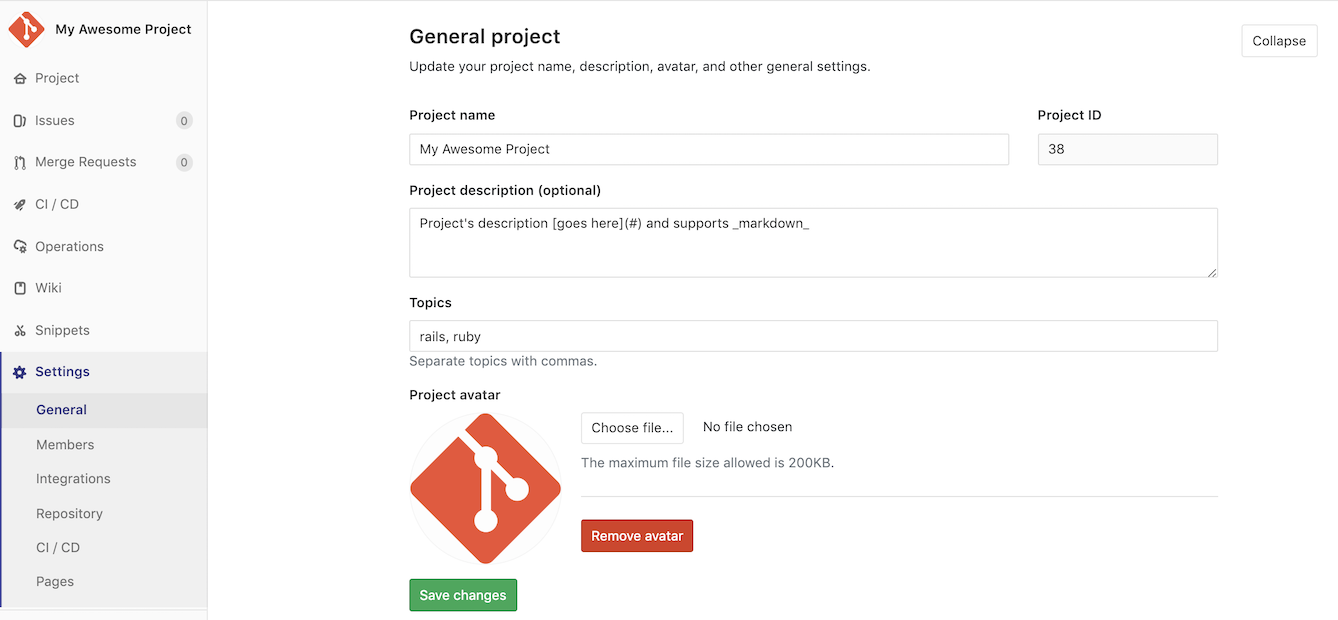 My Awesome Project
Project
Issues 0
Merge Requests 0
CI / CD
Operations
Wiki
Snippets
Settings
General
Members
Integrations
Repository
CI / CD
Pages
General project
Collapse
Update your project name, description, avatar, and other general settings.
Project name
My Awesome Project
Project ID
38
Project description (optional)
Project's description [goes here](#) and supports _markdown_
Topics
rails, ruby
Separate topics with commas.
Project avatar
Choose file... No file chosen
The maximum file size allowed is 200KB.
Remove avatar
Save changes